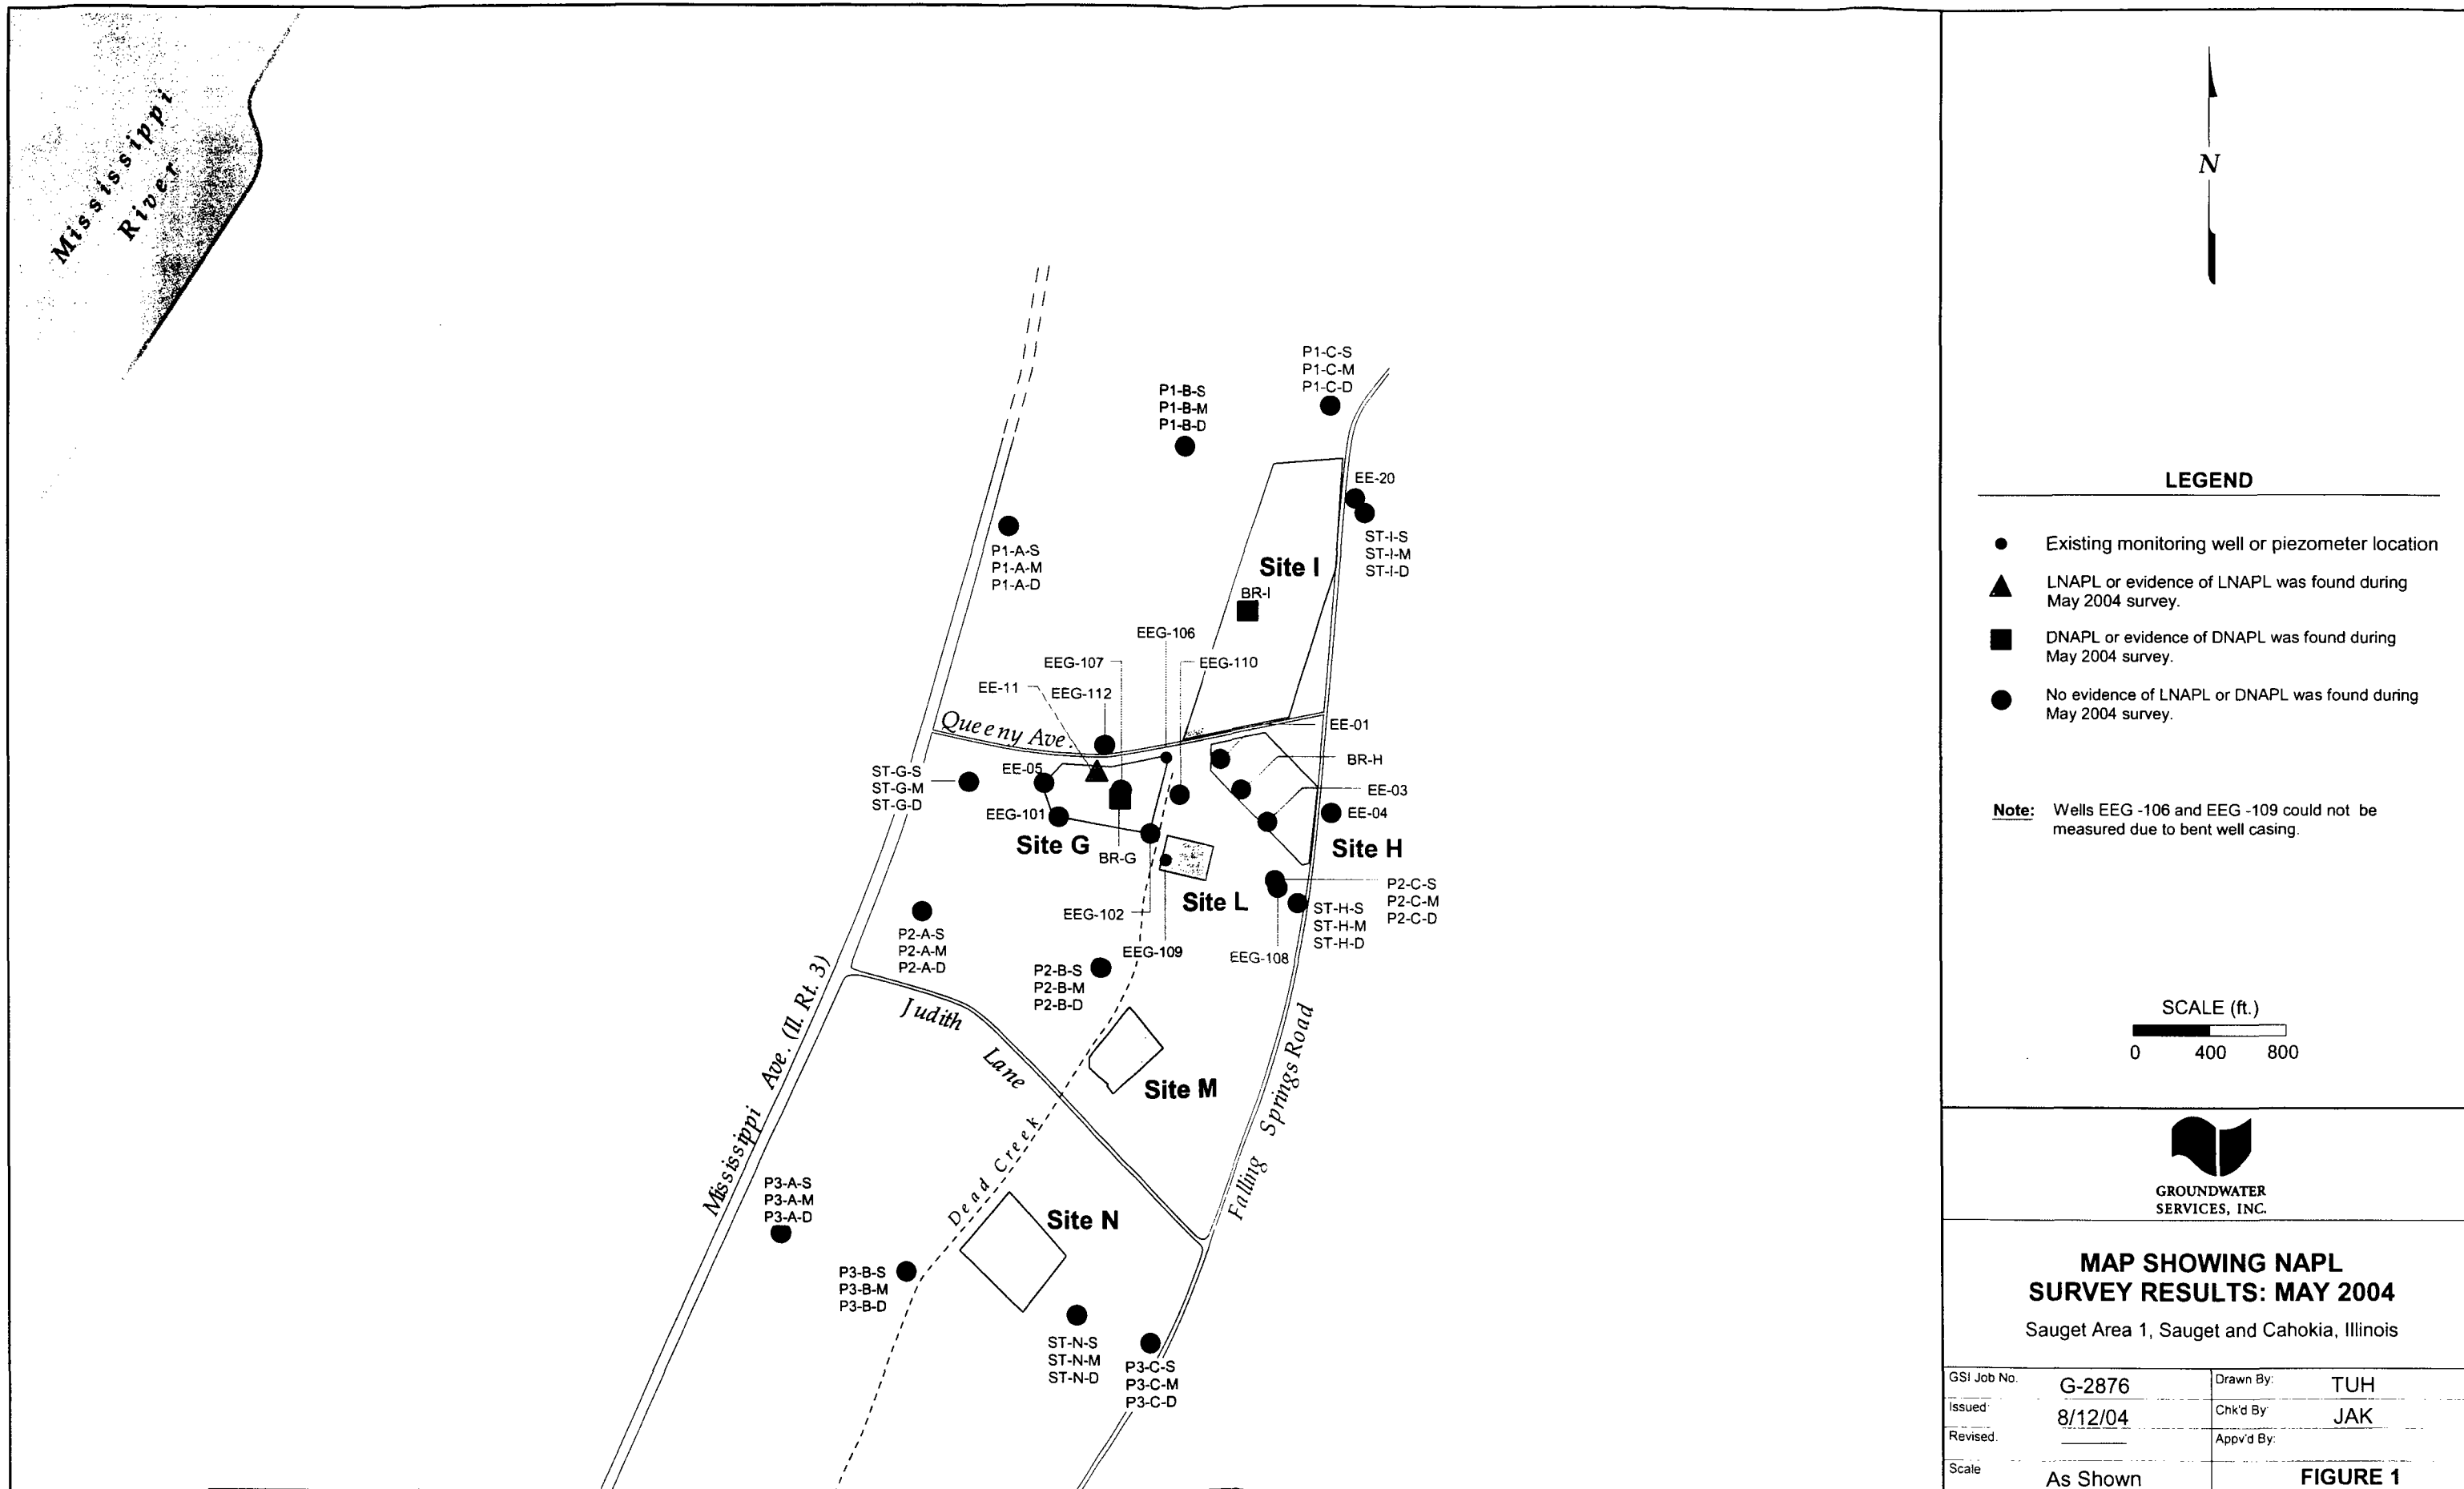 Mississippi
River
P1-C-S
P1-C-M
P1-C-D
P1-B-S
P1-B-M
P1-B-D
EE-20
ST-I-S
ST-I-M
ST-I-D
P1-A-S
P1-A-M
P1-A-D
Site I
BR-I
EEG-106
EEG-107
EEG-110
EE-11
EEG-112
Queeny Ave.
EE-01
BR-H
EE-03
EE-04
ST-G-S
ST-G-M
ST-G-D
EE-05
EEG-101
Site G
BR-G
Site H
Site L
EEG-102
EEG-109
P2-C-S
P2-C-M
P2-C-D
ST-H-S
ST-H-M
ST-H-D
EEG-108
P2-A-S
P2-A-M
P2-A-D
P2-B-S
P2-B-M
P2-B-D
Judith
Lane
Mississippi Ave. (Il. Rt. 3)
Site M
Falling Springs Road
Dead Creek
Site N
P3-A-S
P3-A-M
P3-A-D
P3-B-S
P3-B-M
P3-B-D
ST-N-S
ST-N-M
ST-N-D
P3-C-S
P3-C-M
P3-C-D
N
LEGEND
Existing monitoring well or piezometer location
LNAPL or evidence of LNAPL was found during
May 2004 survey.
DNAPL or evidence of DNAPL was found during
May 2004 survey.
No evidence of LNAPL or DNAPL was found during
May 2004 survey.
Note: Wells EEG -106 and EEG -109 could not be
measured due to bent well casing.
SCALE (ft.)
0 400 800
GROUNDWATER
SERVICES, INC.
MAP SHOWING NAPL
SURVEY RESULTS: MAY 2004
Sauget Area 1, Sauget and Cahokia, Illinois
GSI Job No. G-2876
Drawn By: TUH
Issued: 8/12/04
Chk'd By: JAK
Revised.
Appv'd By:
Scale As Shown
FIGURE 1